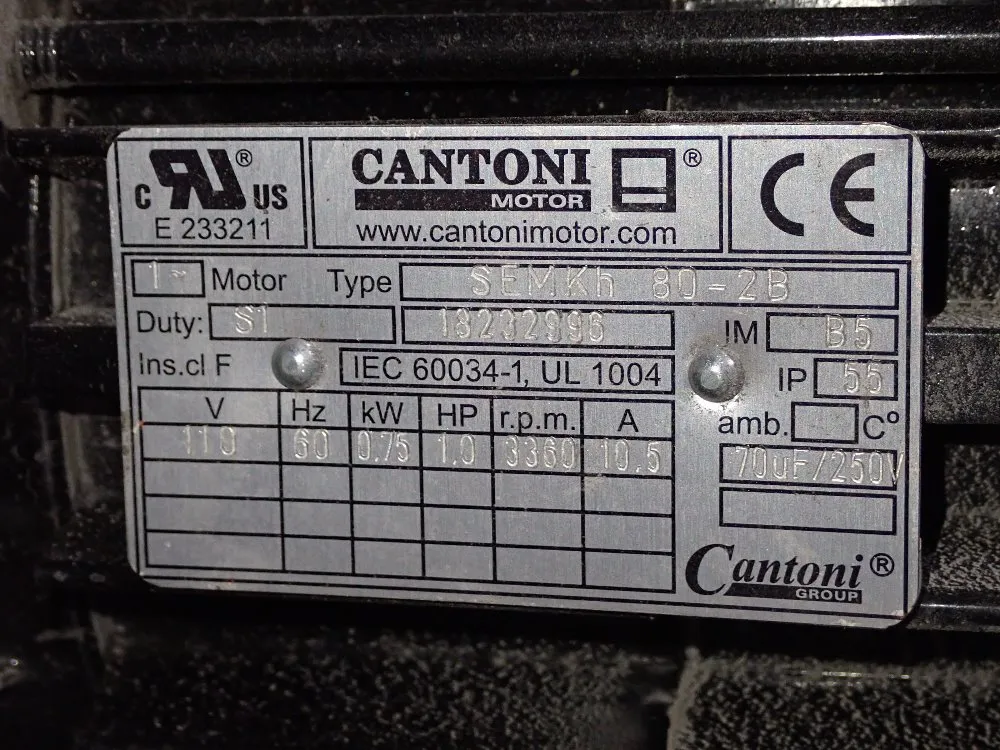 C RU ® US
E 233211
CANTONI ®
MOTOR
www.cantonimotor.com
CE
1~ Motor Type SEMKh 80-2B
Duty: S1 18232996 IM B5
Ins.cl F IEC 60034-1, UL 1004 IP 55
V Hz kW HP r.p.m. A amb. C°
110 60 0.75 1.0 3360 10.5 70uF/250V
Cantoni ®
GROUP